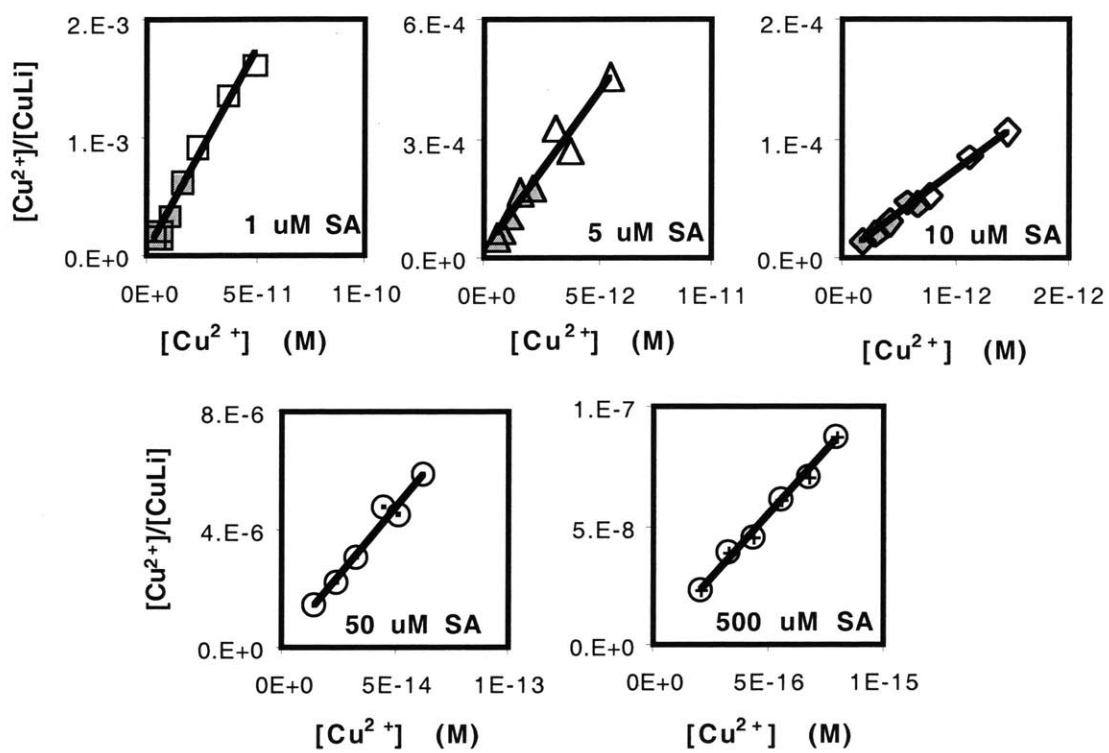 2.E-3
1.E-3
0.E+0
[Cu2+]/[CuLi]
1 uM SA
0E+0 5E-11 1E-10
[Cu2+] (M)
6.E-4
3.E-4
0.E+0
5 uM SA
0E+0 5E-12 1E-11
[Cu2+] (M)
2.E-4
1.E-4
0.E+0
10 uM SA
0E+0 1E-12 2E-12
[Cu2+] (M)
8.E-6
4.E-6
0.E+0
[Cu2+]/[CuLi]
50 uM SA
0E+0 5E-14 1E-13
[Cu2+] (M)
1.E-7
5.E-8
0.E+0
500 uM SA
0E+0 5E-16 1E-15
[Cu2+] (M)